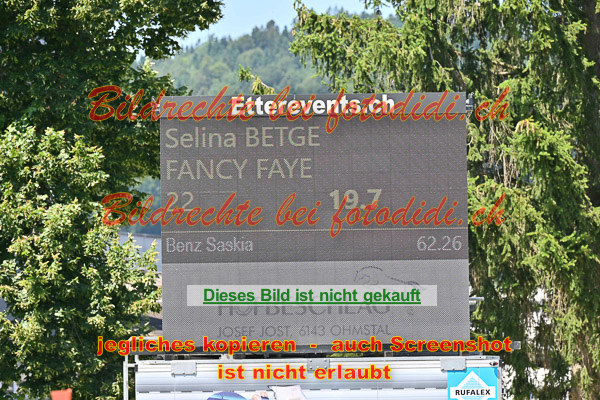 Etterevents.ch
Bildrechte bei fotodidi.ch
Selina BETGE
FANCY FAYE
22 19.7
Bildrechte bei fotodidi.ch
Benz Saskia 62.26
Dieses Bild ist nicht gekauft
HUFBESCHLAG
JOSEF JOST, 6143 OHMSTAL
jegliches kopieren - auch Screenshot
ist nicht erlaubt
RUFALEX